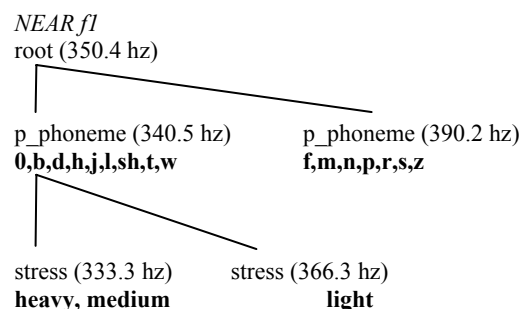 NEAR f1
root (350.4 hz)
p_phoneme (340.5 hz) p_phoneme (390.2 hz)
0,b,d,h,j,l,sh,t,w f,m,n,p,r,s,z
stress (333.3 hz) stress (366.3 hz)
heavy, medium light